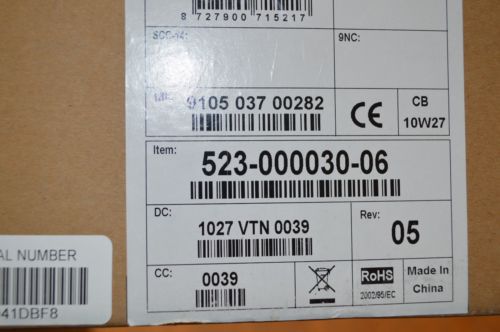 8 727900 715217
SCC-14:
9NC:
9105 037 00282
CE
CB
10W27
Item:
523-000030-06
DC:
1027 VTN 0039
Rev:
05
CC:
0039
RoHS
2002/95/EC
Made In
China
AL NUMBER
041DBF8